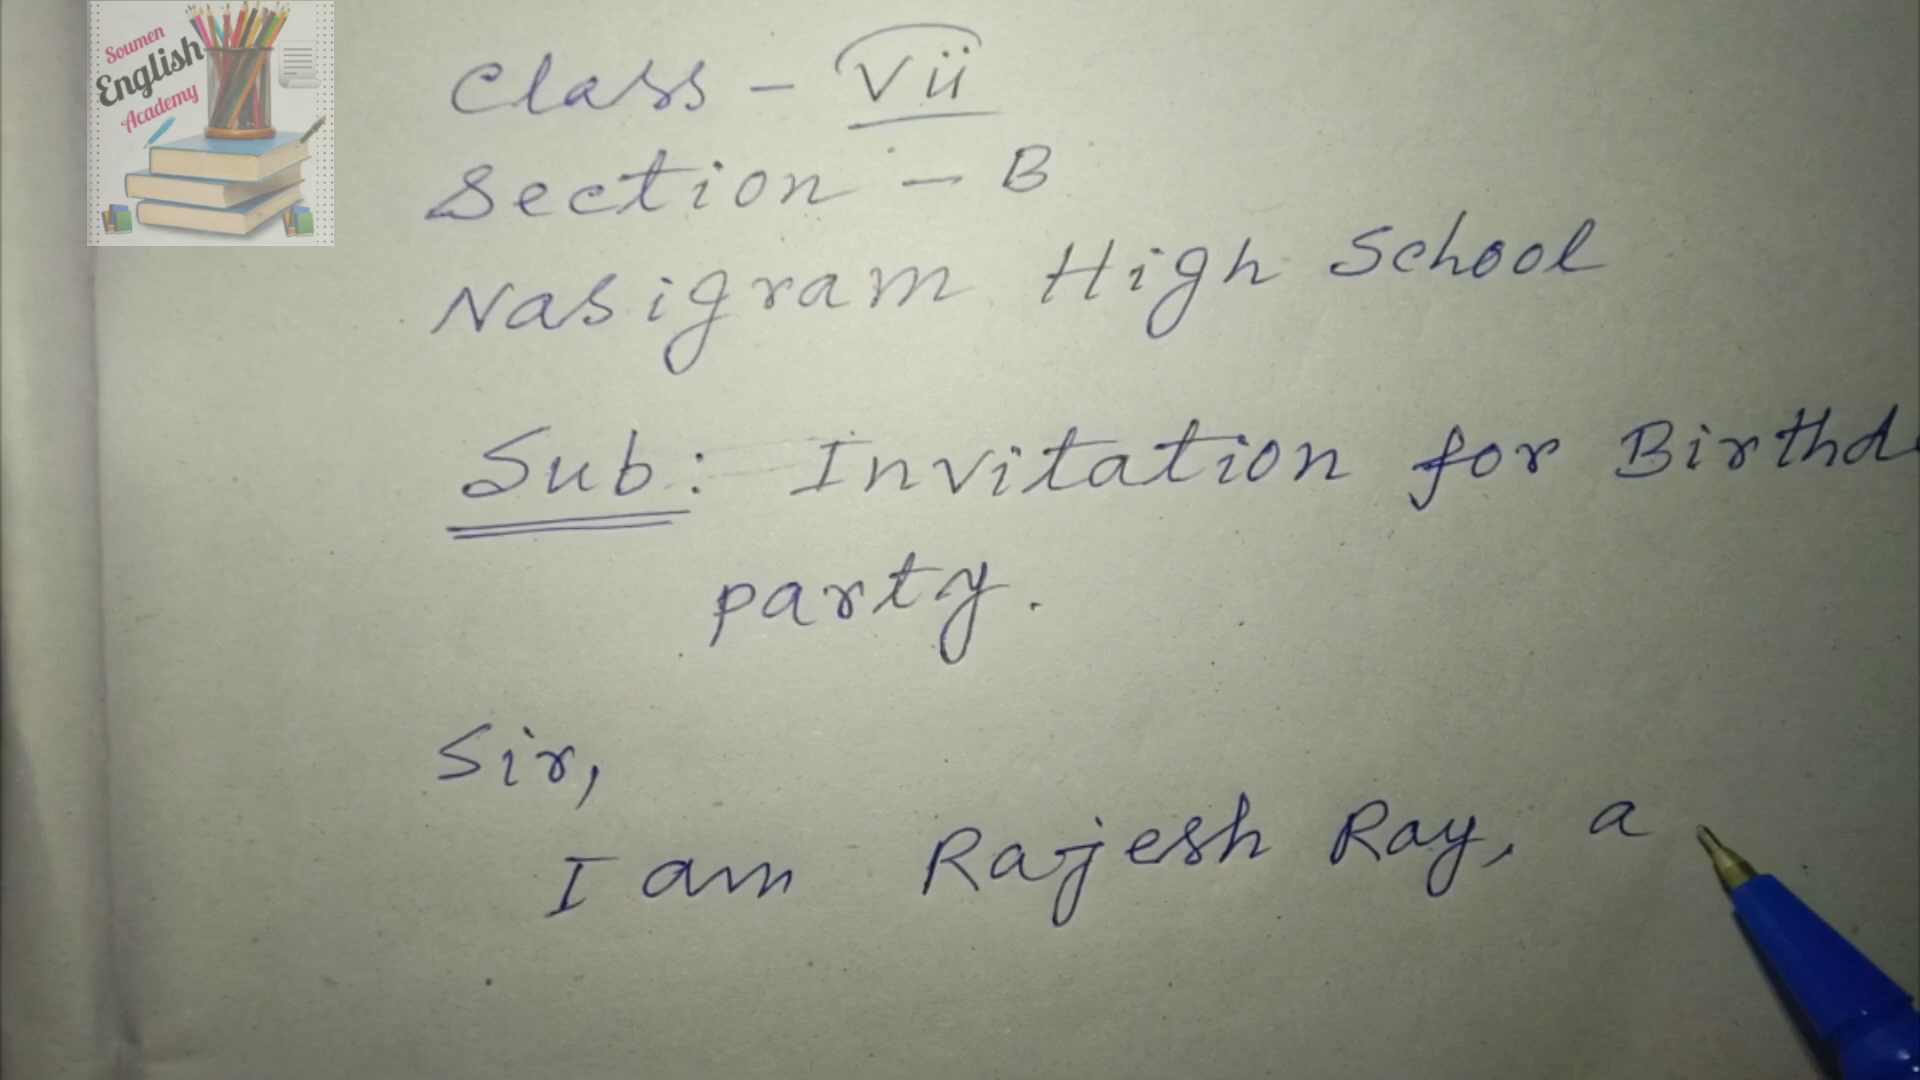 Soumen
English
Academy
Class - Vii
Section - B
Nasigram High School
Sub: Invitation for Birthd
party.
Sir,
I am Rajesh Ray, a